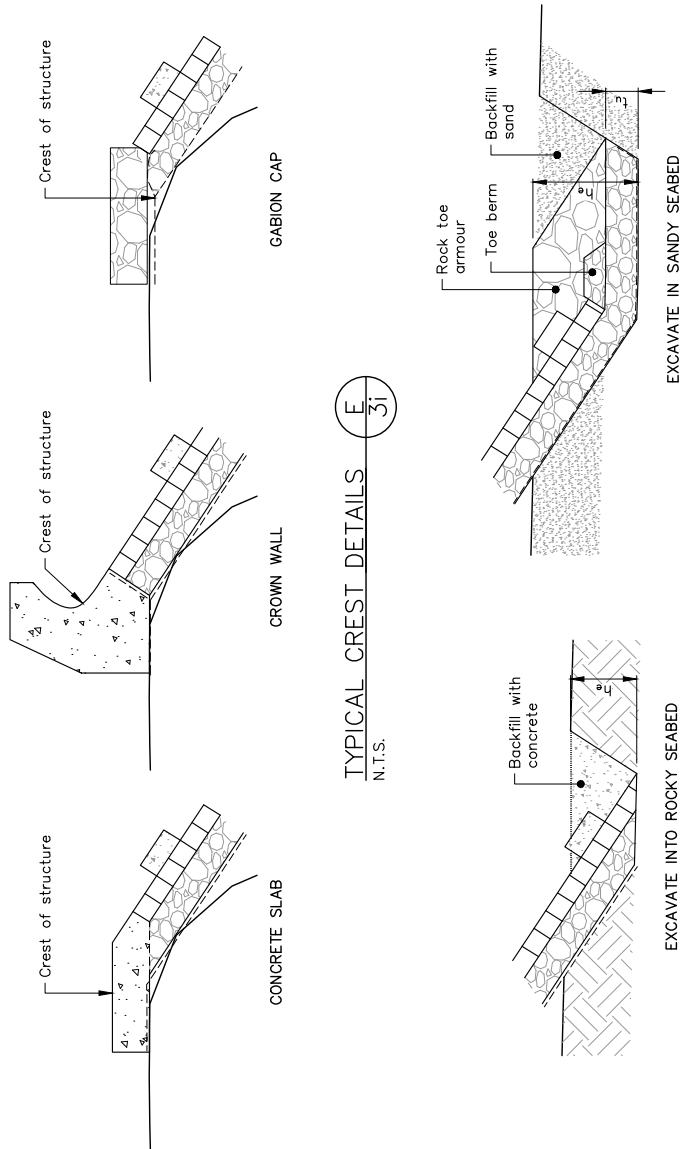 Crest of structure
CONCRETE SLAB
Crest of structure
CROWN WALL
Crest of structure
GABION CAP
TYPICAL CREST DETAILS
N.T.S.
E
3i
Backfill with
concrete
he
EXCAVATE INTO ROCKY SEABED
Rock toe
armour
Toe berm
Backfill with
sand
he
tu
EXCAVATE IN SANDY SEABED